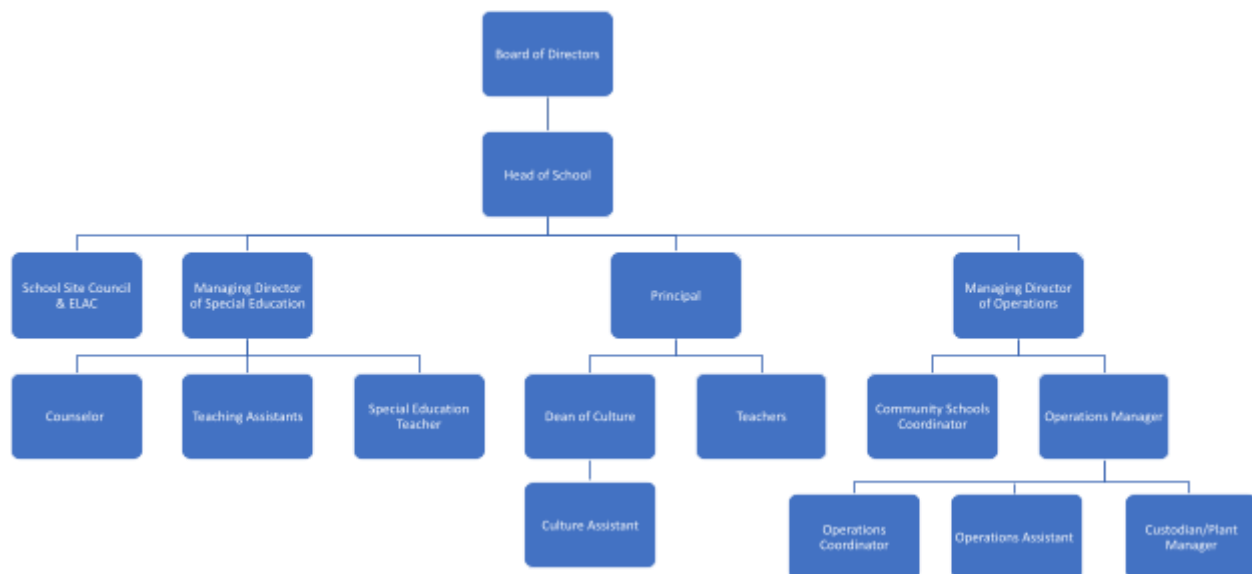 Board of Directors
Head of School
School Site Council
& ELAC
Managing Director
of Special Education
Principal
Managing Director
of Operations
Counselor
Teaching Assistants
Special Education
Teacher
Dean of Culture
Teachers
Community Schools
Coordinator
Operations Manager
Culture Assistant
Operations
Coordinator
Operations Assistant
Custodian/Plant
Manager